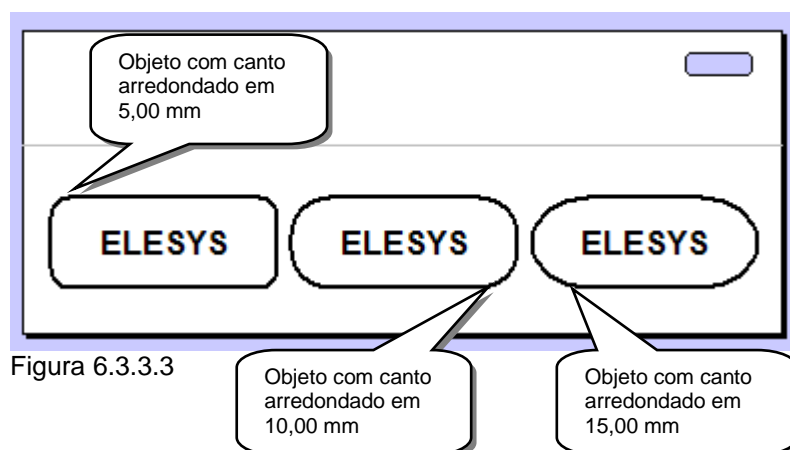 Objeto com canto
arredondado em
5,00 mm
ELESYS
ELESYS
ELESYS
Figura 6.3.3.3
Objeto com canto
arredondado em
10,00 mm
Objeto com canto
arredondado em
15,00 mm